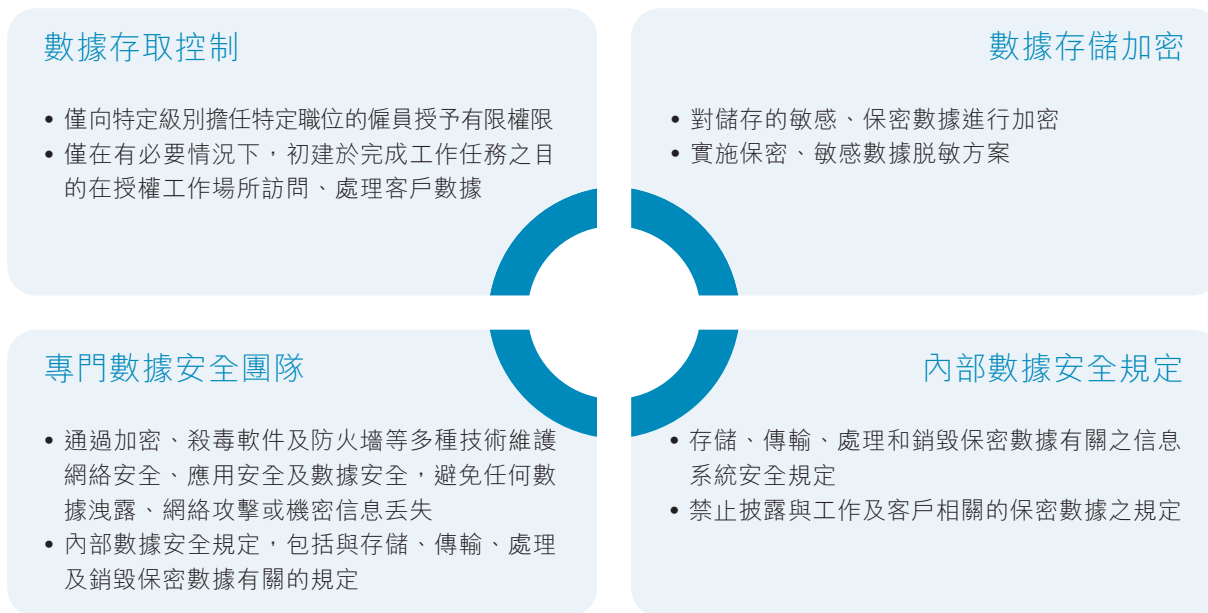 數據存取控制
• 僅向特定級別擔任特定職位的僱員授予有限權限
• 僅在有必要情況下，初建於完成工作任務之目
的在授權工作場所訪問、處理客戶數據
數據存儲加密
• 對儲存的敏感、保密數據進行加密
• 實施保密、敏感數據脱敏方案
專門數據安全團隊
• 通過加密、殺毒軟件及防火墻等多種技術維護
網絡安全、應用安全及數據安全，避免任何數
據洩露、網絡攻擊或機密信息丟失
• 內部數據安全規定，包括與存儲、傳輸、處理
及銷毀保密數據有關的規定
內部數據安全規定
• 存儲、傳輸、處理和銷毀保密數據有關之信息
系統安全規定
• 禁止披露與工作及客戶相關的保密數據之規定